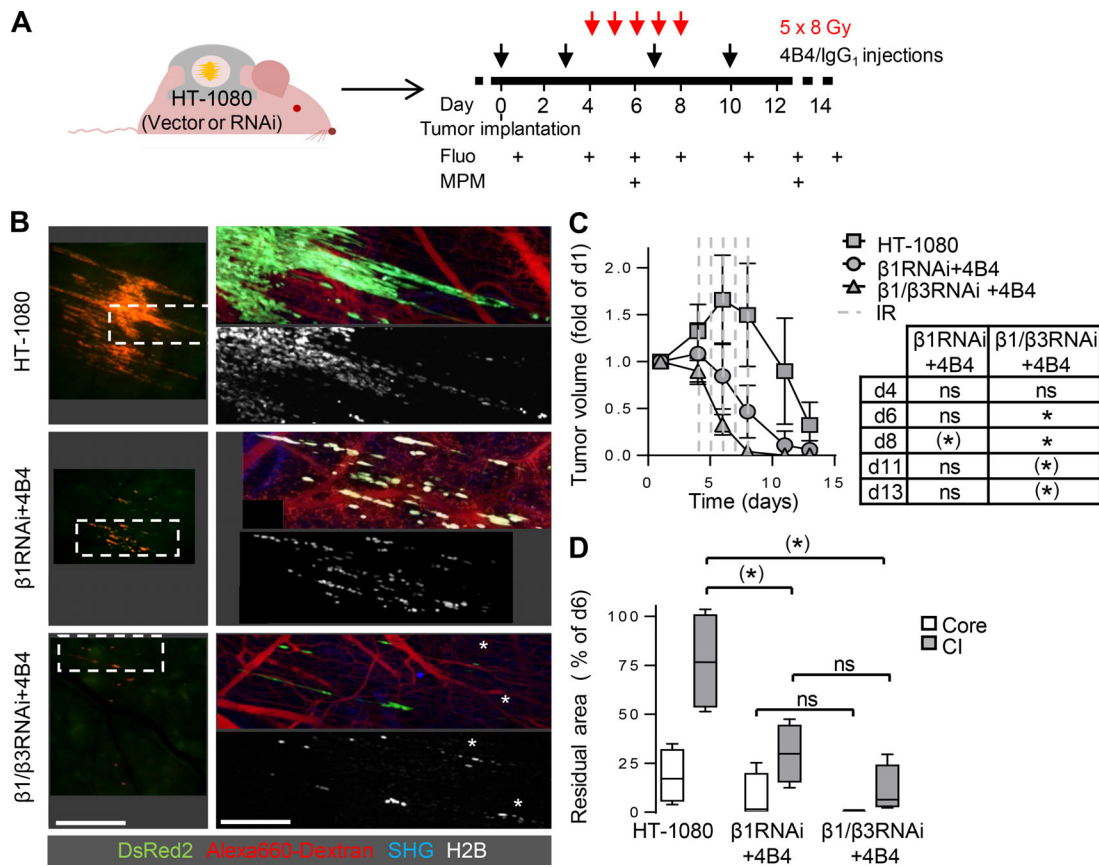 A
HT-1080
(Vector or RNAi)
5 x 8 Gy
4B4/IgG₁ injections
Day 0 2 4 6 8 10 12 14
Tumor implantation
Fluo + + + + + + +
MPM + +
B
HT-1080
β1RNAi+4B4
β1/β3RNAi+4B4
*
*
*
*
DsRed2 Alexa660-Dextran SHG H2B
C
Tumor volume (fold of d1)
2.0
1.5
1.0
0.5
0.0
0 5 10 15
Time (days)
HT-1080
β1RNAi+4B4
β1/β3RNAi +4B4
IR
β1RNAi +4B4 β1/β3RNAi +4B4
d4 ns ns
d6 ns *
d8 (*) *
d11 ns (*)
d13 ns (*)
D
Residual area ( % of d6)
100
75
50
25
0
(*)
(*)
ns
ns
Core
CI
HT-1080 β1RNAi +4B4 β1/β3RNAi +4B4